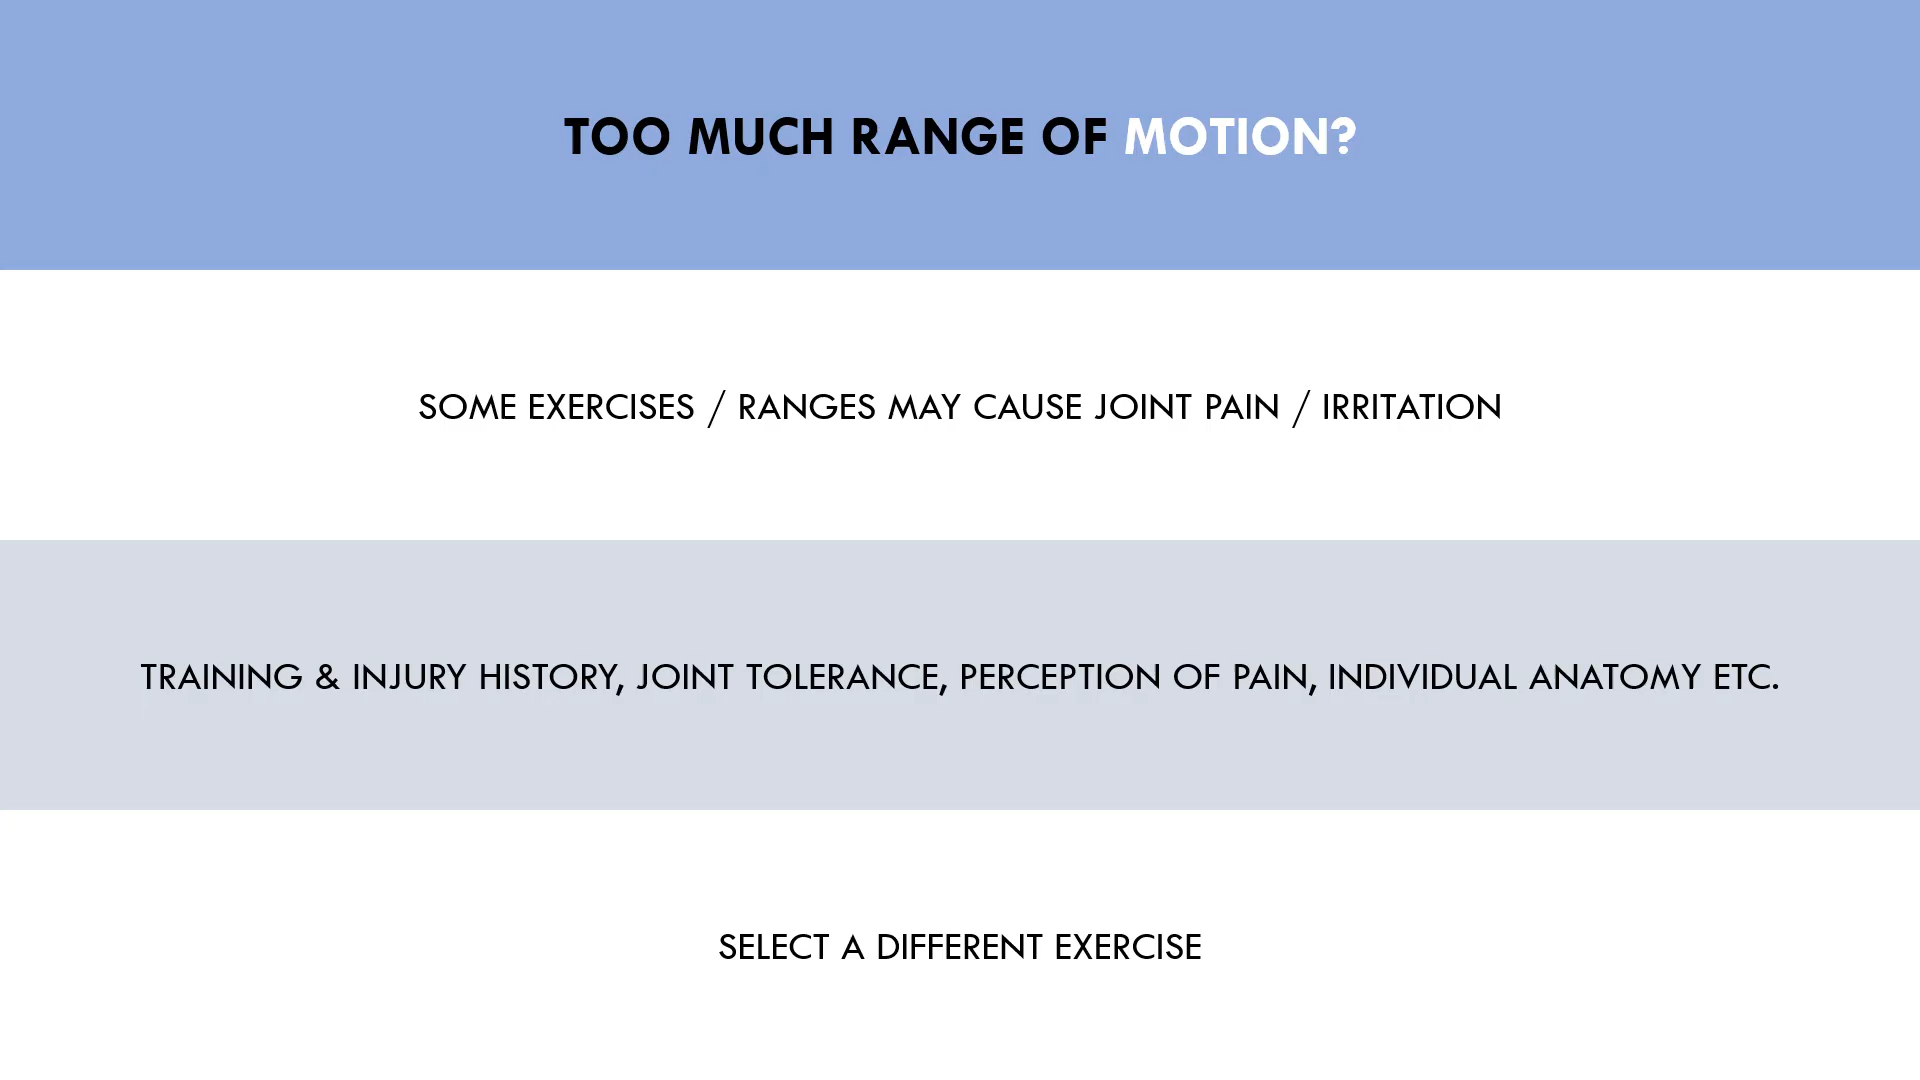 TOO MUCH RANGE OF MOTION?
SOME EXERCISES / RANGES MAY CAUSE JOINT PAIN / IRRITATION
TRAINING & INJURY HISTORY, JOINT TOLERANCE, PERCEPTION OF PAIN, INDIVIDUAL ANATOMY ETC.
SELECT A DIFFERENT EXERCISE